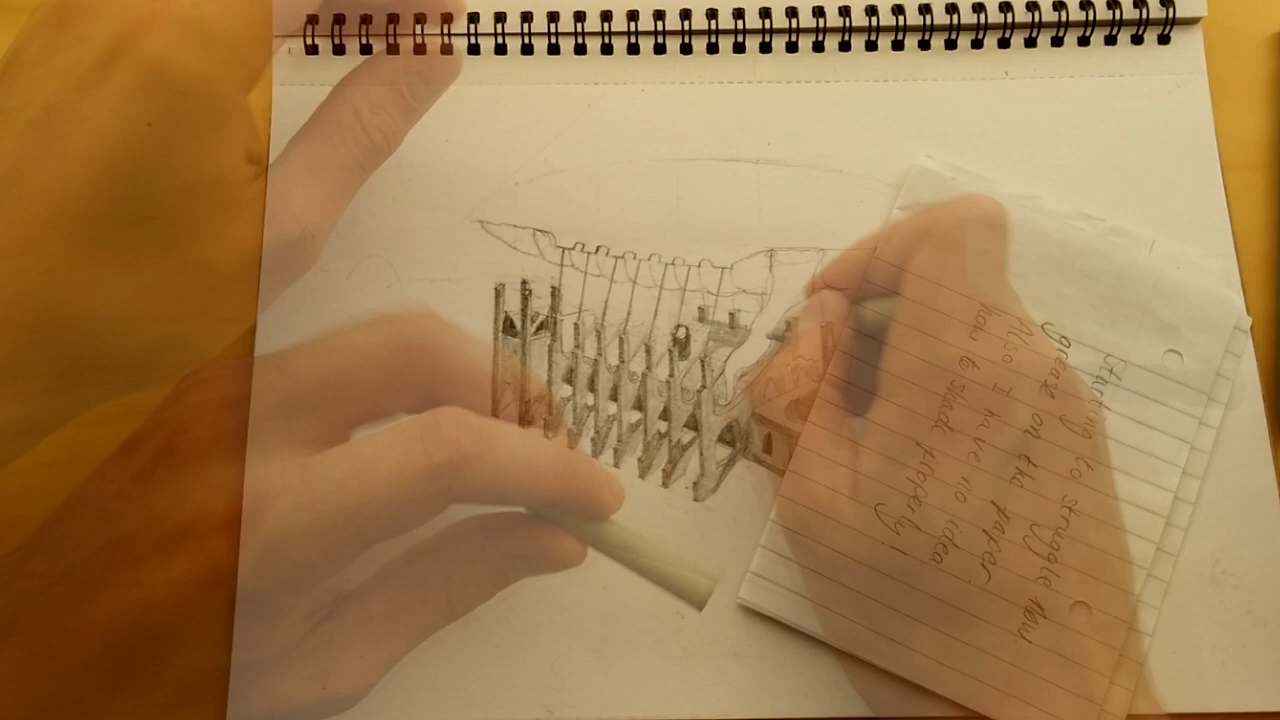 Starting to struggle now
grease on the paper.
Also I have no idea
how to shade properly!